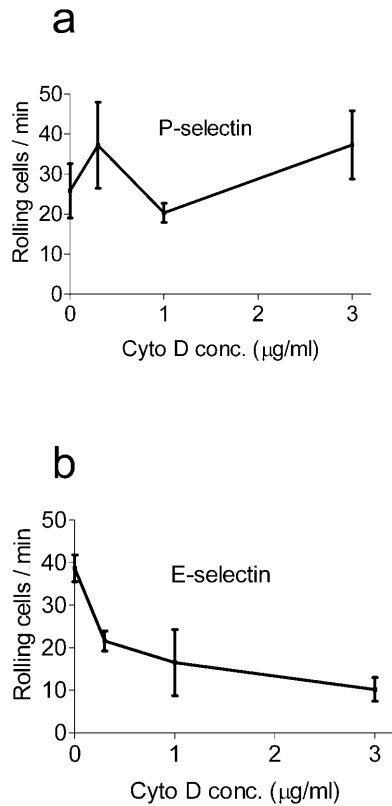 a
50
40
30
20
10
0
Rolling cells / min
P-selectin
0 1 2 3
Cyto D conc. (μg/ml)
b
50
40
30
20
10
0
Rolling cells / min
E-selectin
0 1 2 3
Cyto D conc. (μg/ml)